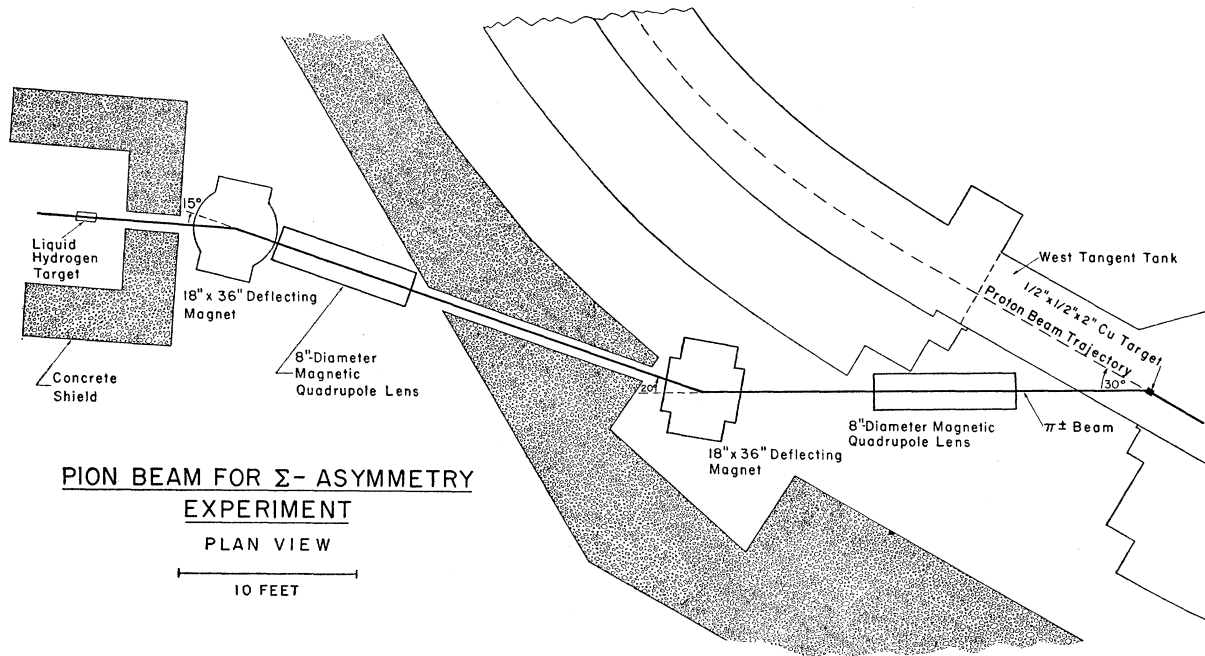 15°
Liquid
Hydrogen
Target
18" x 36" Deflecting
Magnet
8"-Diameter
Magnetic
Quadrupole Lens
Concrete
Shield
20°
18" x 36" Deflecting
Magnet
8"-Diameter Magnetic
Quadrupole Lens
π± Beam
30°
West Tangent Tank
1/2"x1/2"x2" Cu Target
Proton Beam Trajectory
PION BEAM FOR Σ- ASYMMETRY
EXPERIMENT
PLAN VIEW
10 FEET